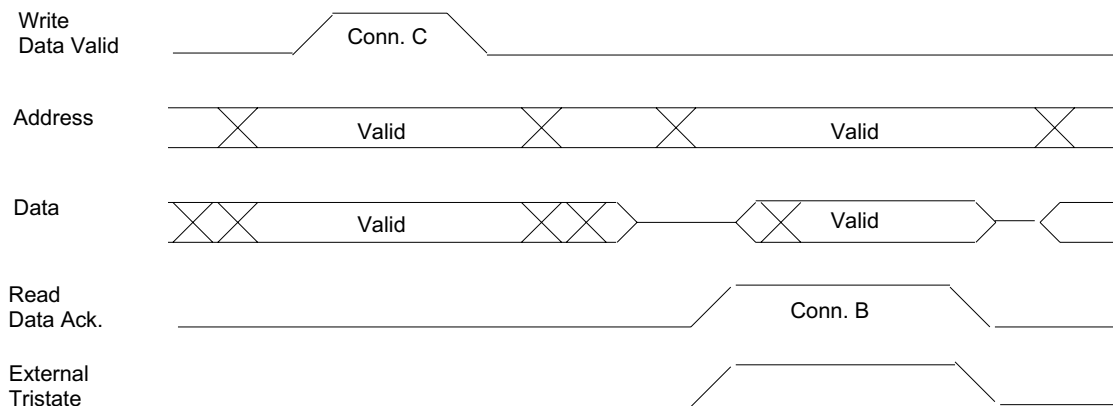 Write
Data Valid
Conn. C
Address
Valid
Valid
Data
Valid
Valid
Read
Data Ack.
Conn. B
External
Tristate